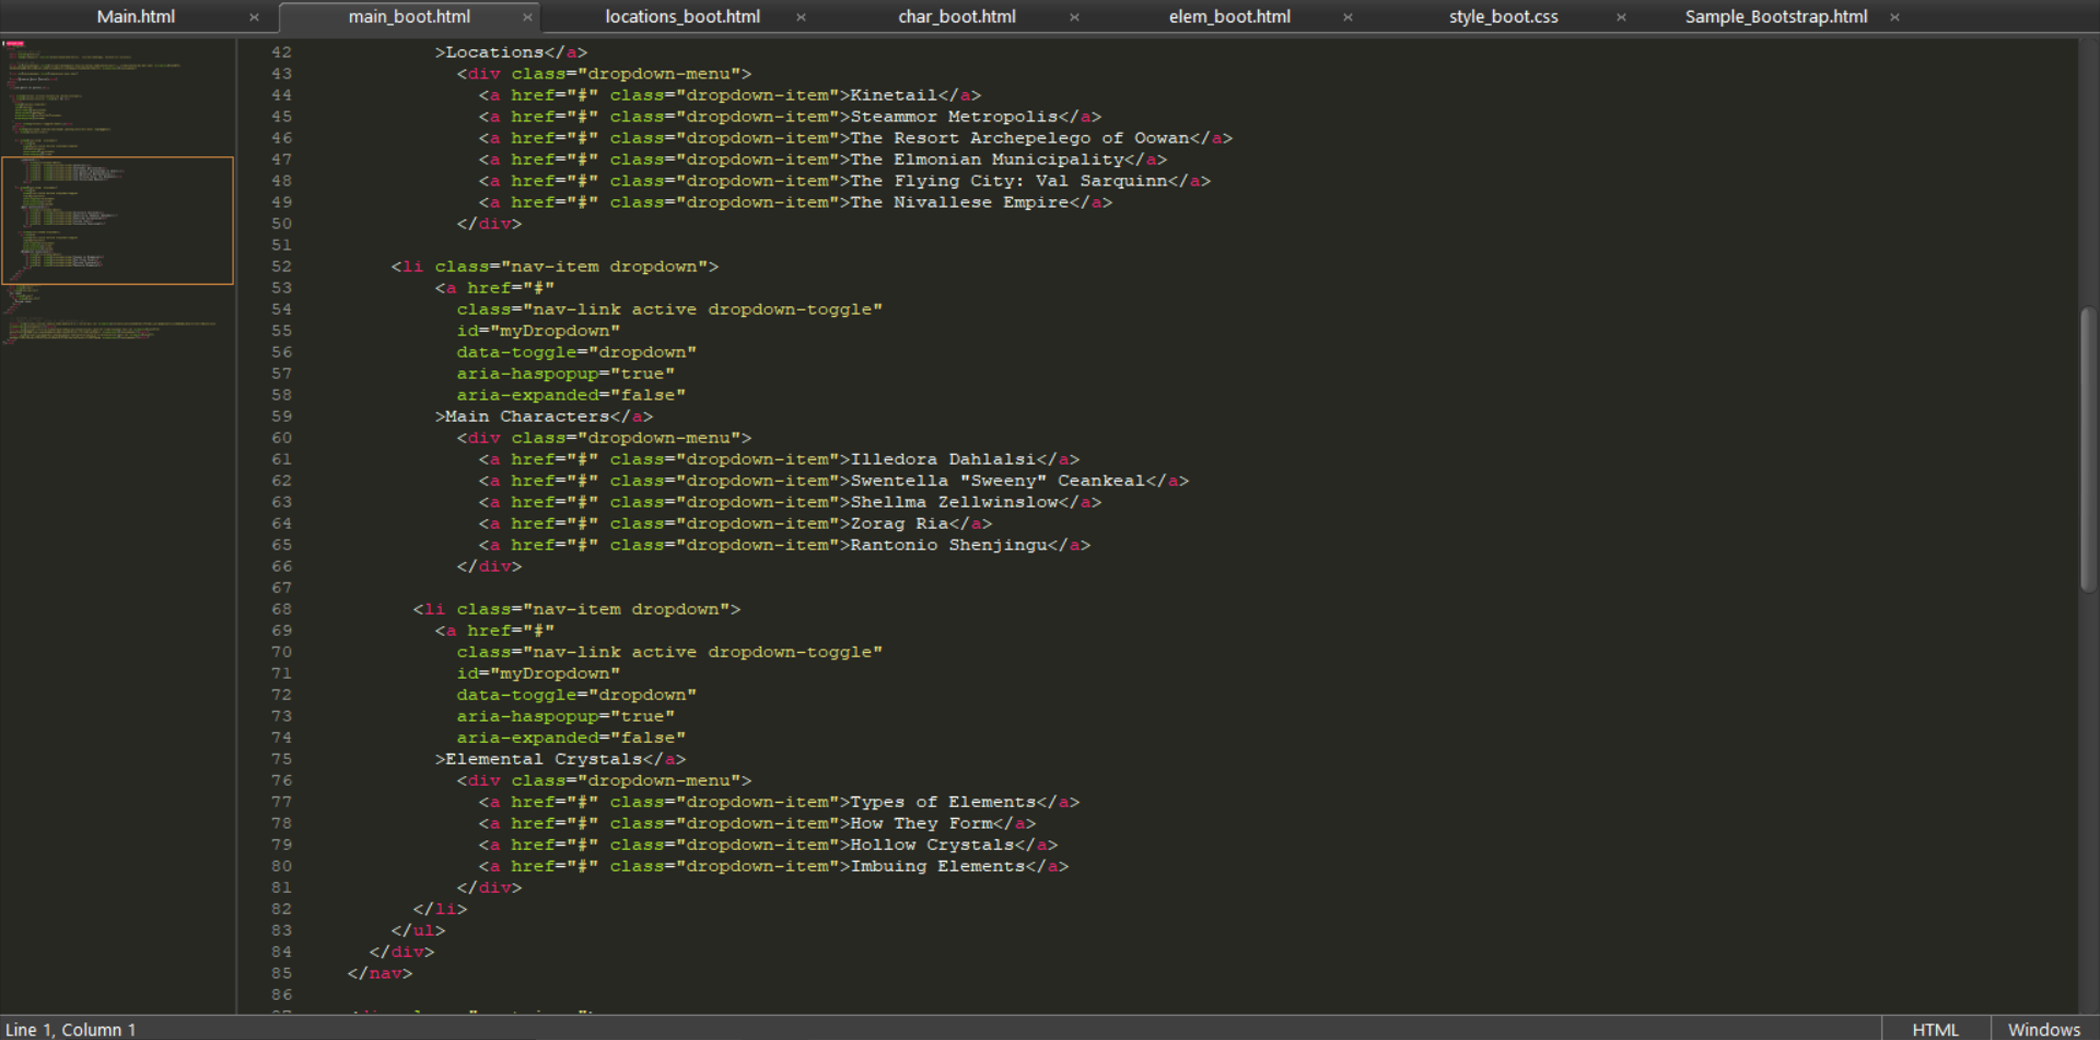 Main.html × main_boot.html × locations_boot.html × char_boot.html × elem_boot.html × style_boot.css × Sample_Bootstrap.html ×
42 >Locations</a>
43 <div class="dropdown-menu">
44 <a href="#" class="dropdown-item">Kinetail</a>
45 <a href="#" class="dropdown-item">Steammor Metropolis</a>
46 <a href="#" class="dropdown-item">The Resort Archepelego of Oowan</a>
47 <a href="#" class="dropdown-item">The Elmonian Municipality</a>
48 <a href="#" class="dropdown-item">The Flying City: Val Sarquinn</a>
49 <a href="#" class="dropdown-item">The Nivallese Empire</a>
50 </div>
51
52 <li class="nav-item dropdown">
53 <a href="#"
54 class="nav-link active dropdown-toggle"
55 id="myDropdown"
56 data-toggle="dropdown"
57 aria-haspopup="true"
58 aria-expanded="false"
59 >Main Characters</a>
60 <div class="dropdown-menu">
61 <a href="#" class="dropdown-item">Illedora Dahlalsi</a>
62 <a href="#" class="dropdown-item">Swentella "Sweeny" Ceankeal</a>
63 <a href="#" class="dropdown-item">Shellma Zellwinslow</a>
64 <a href="#" class="dropdown-item">Zorag Ria</a>
65 <a href="#" class="dropdown-item">Rantonio Shenjingu</a>
66 </div>
67
68 <li class="nav-item dropdown">
69 <a href="#"
70 class="nav-link active dropdown-toggle"
71 id="myDropdown"
72 data-toggle="dropdown"
73 aria-haspopup="true"
74 aria-expanded="false"
75 >Elemental Crystals</a>
76 <div class="dropdown-menu">
77 <a href="#" class="dropdown-item">Types of Elements</a>
78 <a href="#" class="dropdown-item">How They Form</a>
79 <a href="#" class="dropdown-item">Hollow Crystals</a>
80 <a href="#" class="dropdown-item">Imbuing Elements</a>
81 </div>
82 </li>
83 </ul>
84 </div>
85 </nav>
86
Line 1, Column 1 HTML Windows